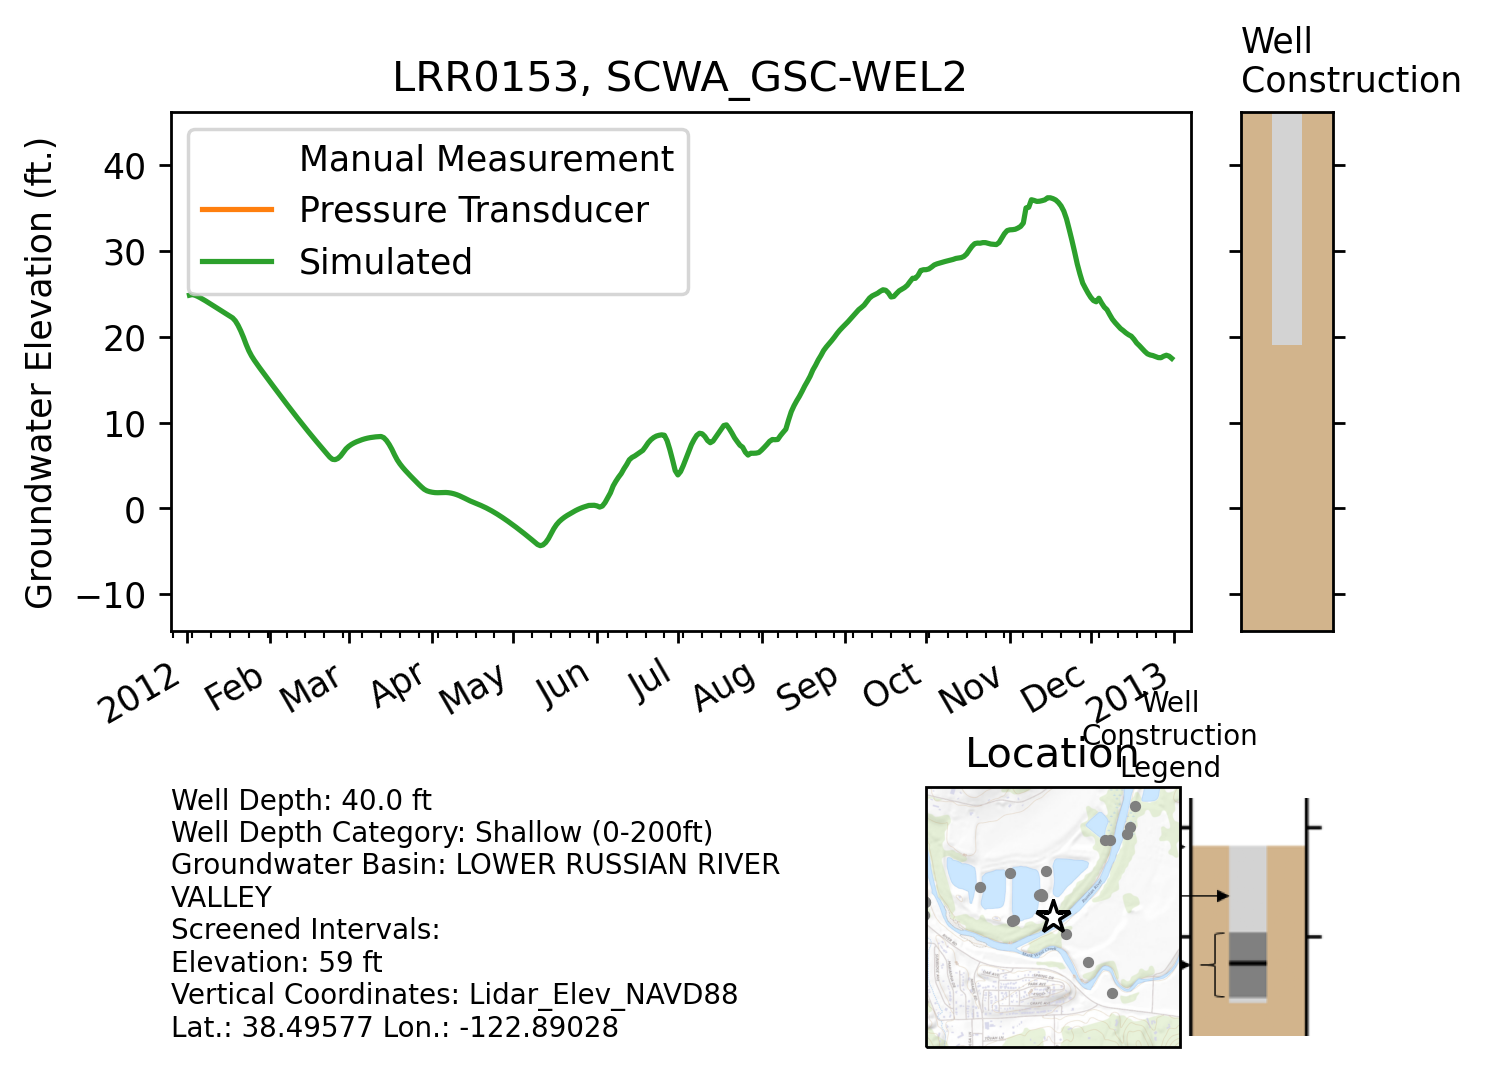 Well
Construction
LRR0153, SCWA_GSC-WEL2
Groundwater Elevation (ft.)
40
30
20
10
0
−10
Manual Measurement
Pressure Transducer
Simulated
2012
Feb
Mar
Apr
May
Jun
Jul
Aug
Sep
Oct
Nov
Dec
2013
Well
Construction
Legend
Location
Well Depth: 40.0 ft
Well Depth Category: Shallow (0-200ft)
Groundwater Basin: LOWER RUSSIAN RIVER
VALLEY
Screened Intervals:
Elevation: 59 ft
Vertical Coordinates: Lidar_Elev_NAVD88
Lat.: 38.49577 Lon.: -122.89028